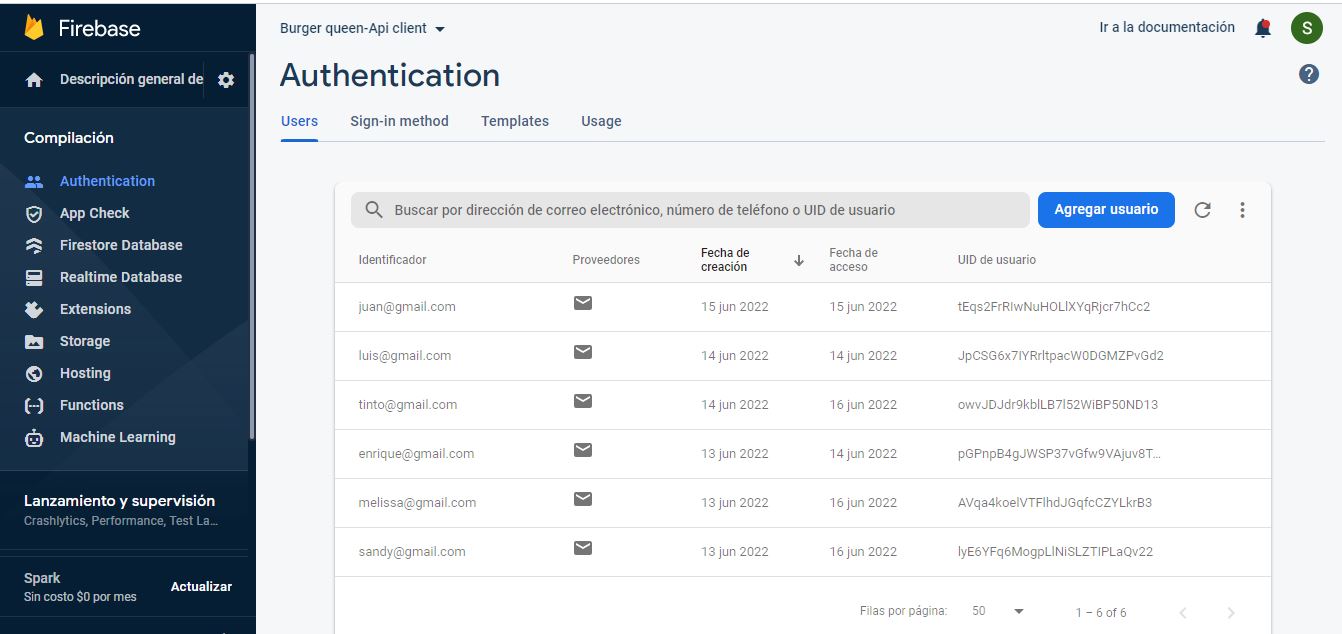 Firebase
Descripción general de
Compilación
Authentication
App Check
Firestore Database
Realtime Database
Extensions
Storage
Hosting
Functions
Machine Learning
Lanzamiento y supervisión
Crashlytics, Performance, Test La...
Spark
Sin costo $0 por mes
Actualizar
Burger queen-Api client
Ir a la documentación
S
Authentication
Users Sign-in method Templates Usage
Buscar por dirección de correo electrónico, número de teléfono o UID de usuario
Agregar usuario
Identificador Proveedores Fecha de creación Fecha de acceso UID de usuario
juan@gmail.com 15 jun 2022 15 jun 2022 tEqs2FrRIwNuHOLlXYqRjcr7hCc2
luis@gmail.com 14 jun 2022 14 jun 2022 JpCSG6x7IYRrltpacW0DGMZPvGd2
tinto@gmail.com 14 jun 2022 16 jun 2022 owvJDJdr9kblLB7l52WiBP50ND13
enrique@gmail.com 13 jun 2022 14 jun 2022 pGPnpB4gJWSP37vGfw9VAjuv8T...
melissa@gmail.com 13 jun 2022 16 jun 2022 AVqa4koelVTFlhdJGqfcCZYLkrB3
sandy@gmail.com 13 jun 2022 16 jun 2022 lyE6YFq6MogpLlNiSLZTIPLaQv22
Filas por página: 50 1 – 6 of 6